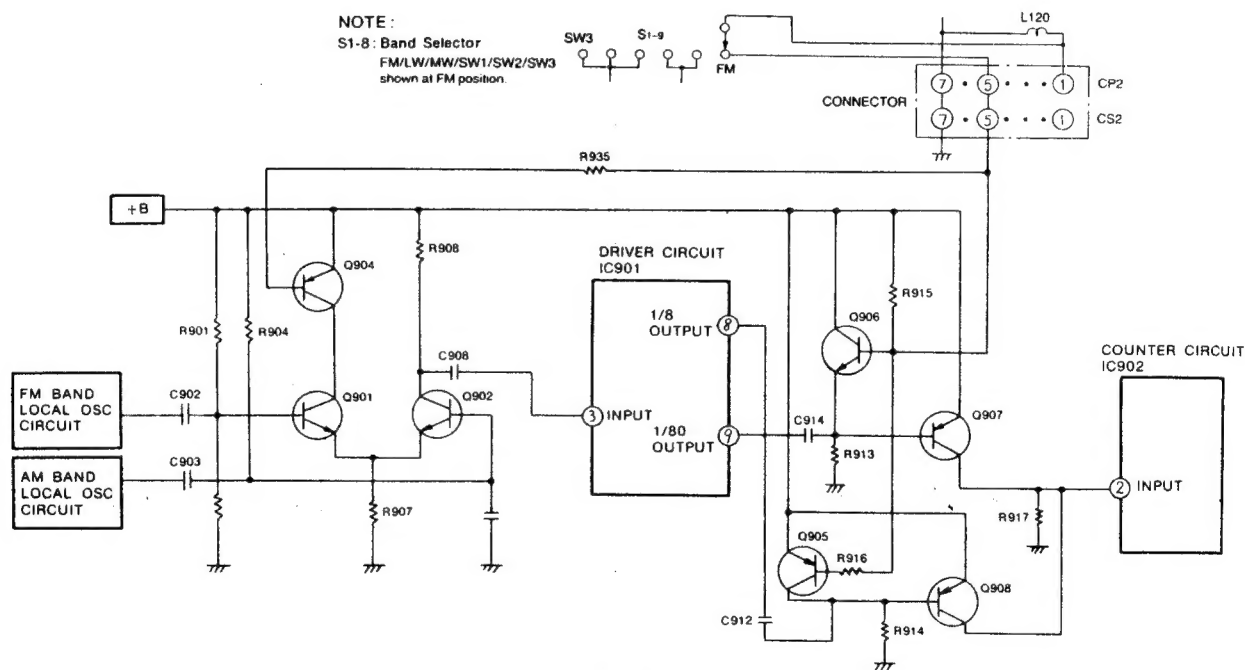 NOTE :
S1-8 : Band Selector
FM/LW/MW/SW1/SW2/SW3
shown at FM position.
SW3
S1-9
FM
L120
7 5 1 CP2
CONNECTOR
7 5 1 CS2
R935
+B
R908
Q904
DRIVER CIRCUIT
IC901
R915
R901
R904
1/8
OUTPUT
8
Q906
COUNTER CIRCUIT
IC902
C908
FM BAND
LOCAL OSC
CIRCUIT
C902
Q901
Q902
3 INPUT
1/80
OUTPUT
9
C914
Q907
R913
AM BAND
LOCAL OSC
CIRCUIT
C903
R907
2 INPUT
R917
Q905
R916
Q908
C912
R914